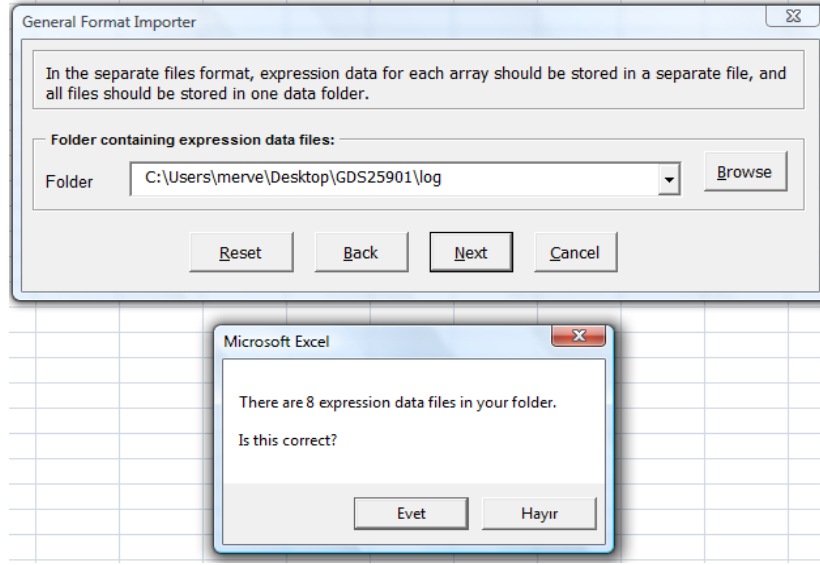 General Format Importer
In the separate files format, expression data for each array should be stored in a separate file, and
all files should be stored in one data folder.
Folder containing expression data files:
Folder
C:\Users\merve\Desktop\GDS25901\log
Browse
Reset Back Next Cancel
Microsoft Excel
There are 8 expression data files in your folder.
Is this correct?
Evet Hayır